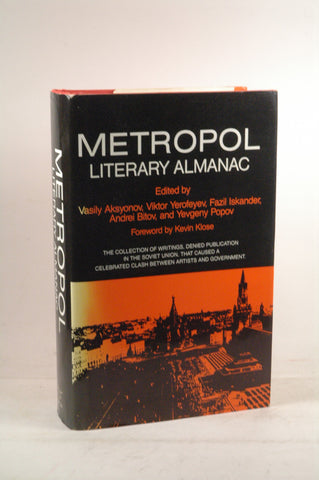 METROPOL
LITERARY ALMANAC
Edited by
Vasily Aksyonov, Viktor Yerofeyev, Fazil Iskander,
Andrei Bitov, and Yevgeny Popov
Foreword by Kevin Klose
THE COLLECTION OF WRITINGS, DENIED PUBLICATION
IN THE SOVIET UNION, THAT CAUSED A
CELEBRATED CLASH BETWEEN ARTISTS AND GOVERNMENT.
METROPOL
LITERARY ALMANAC